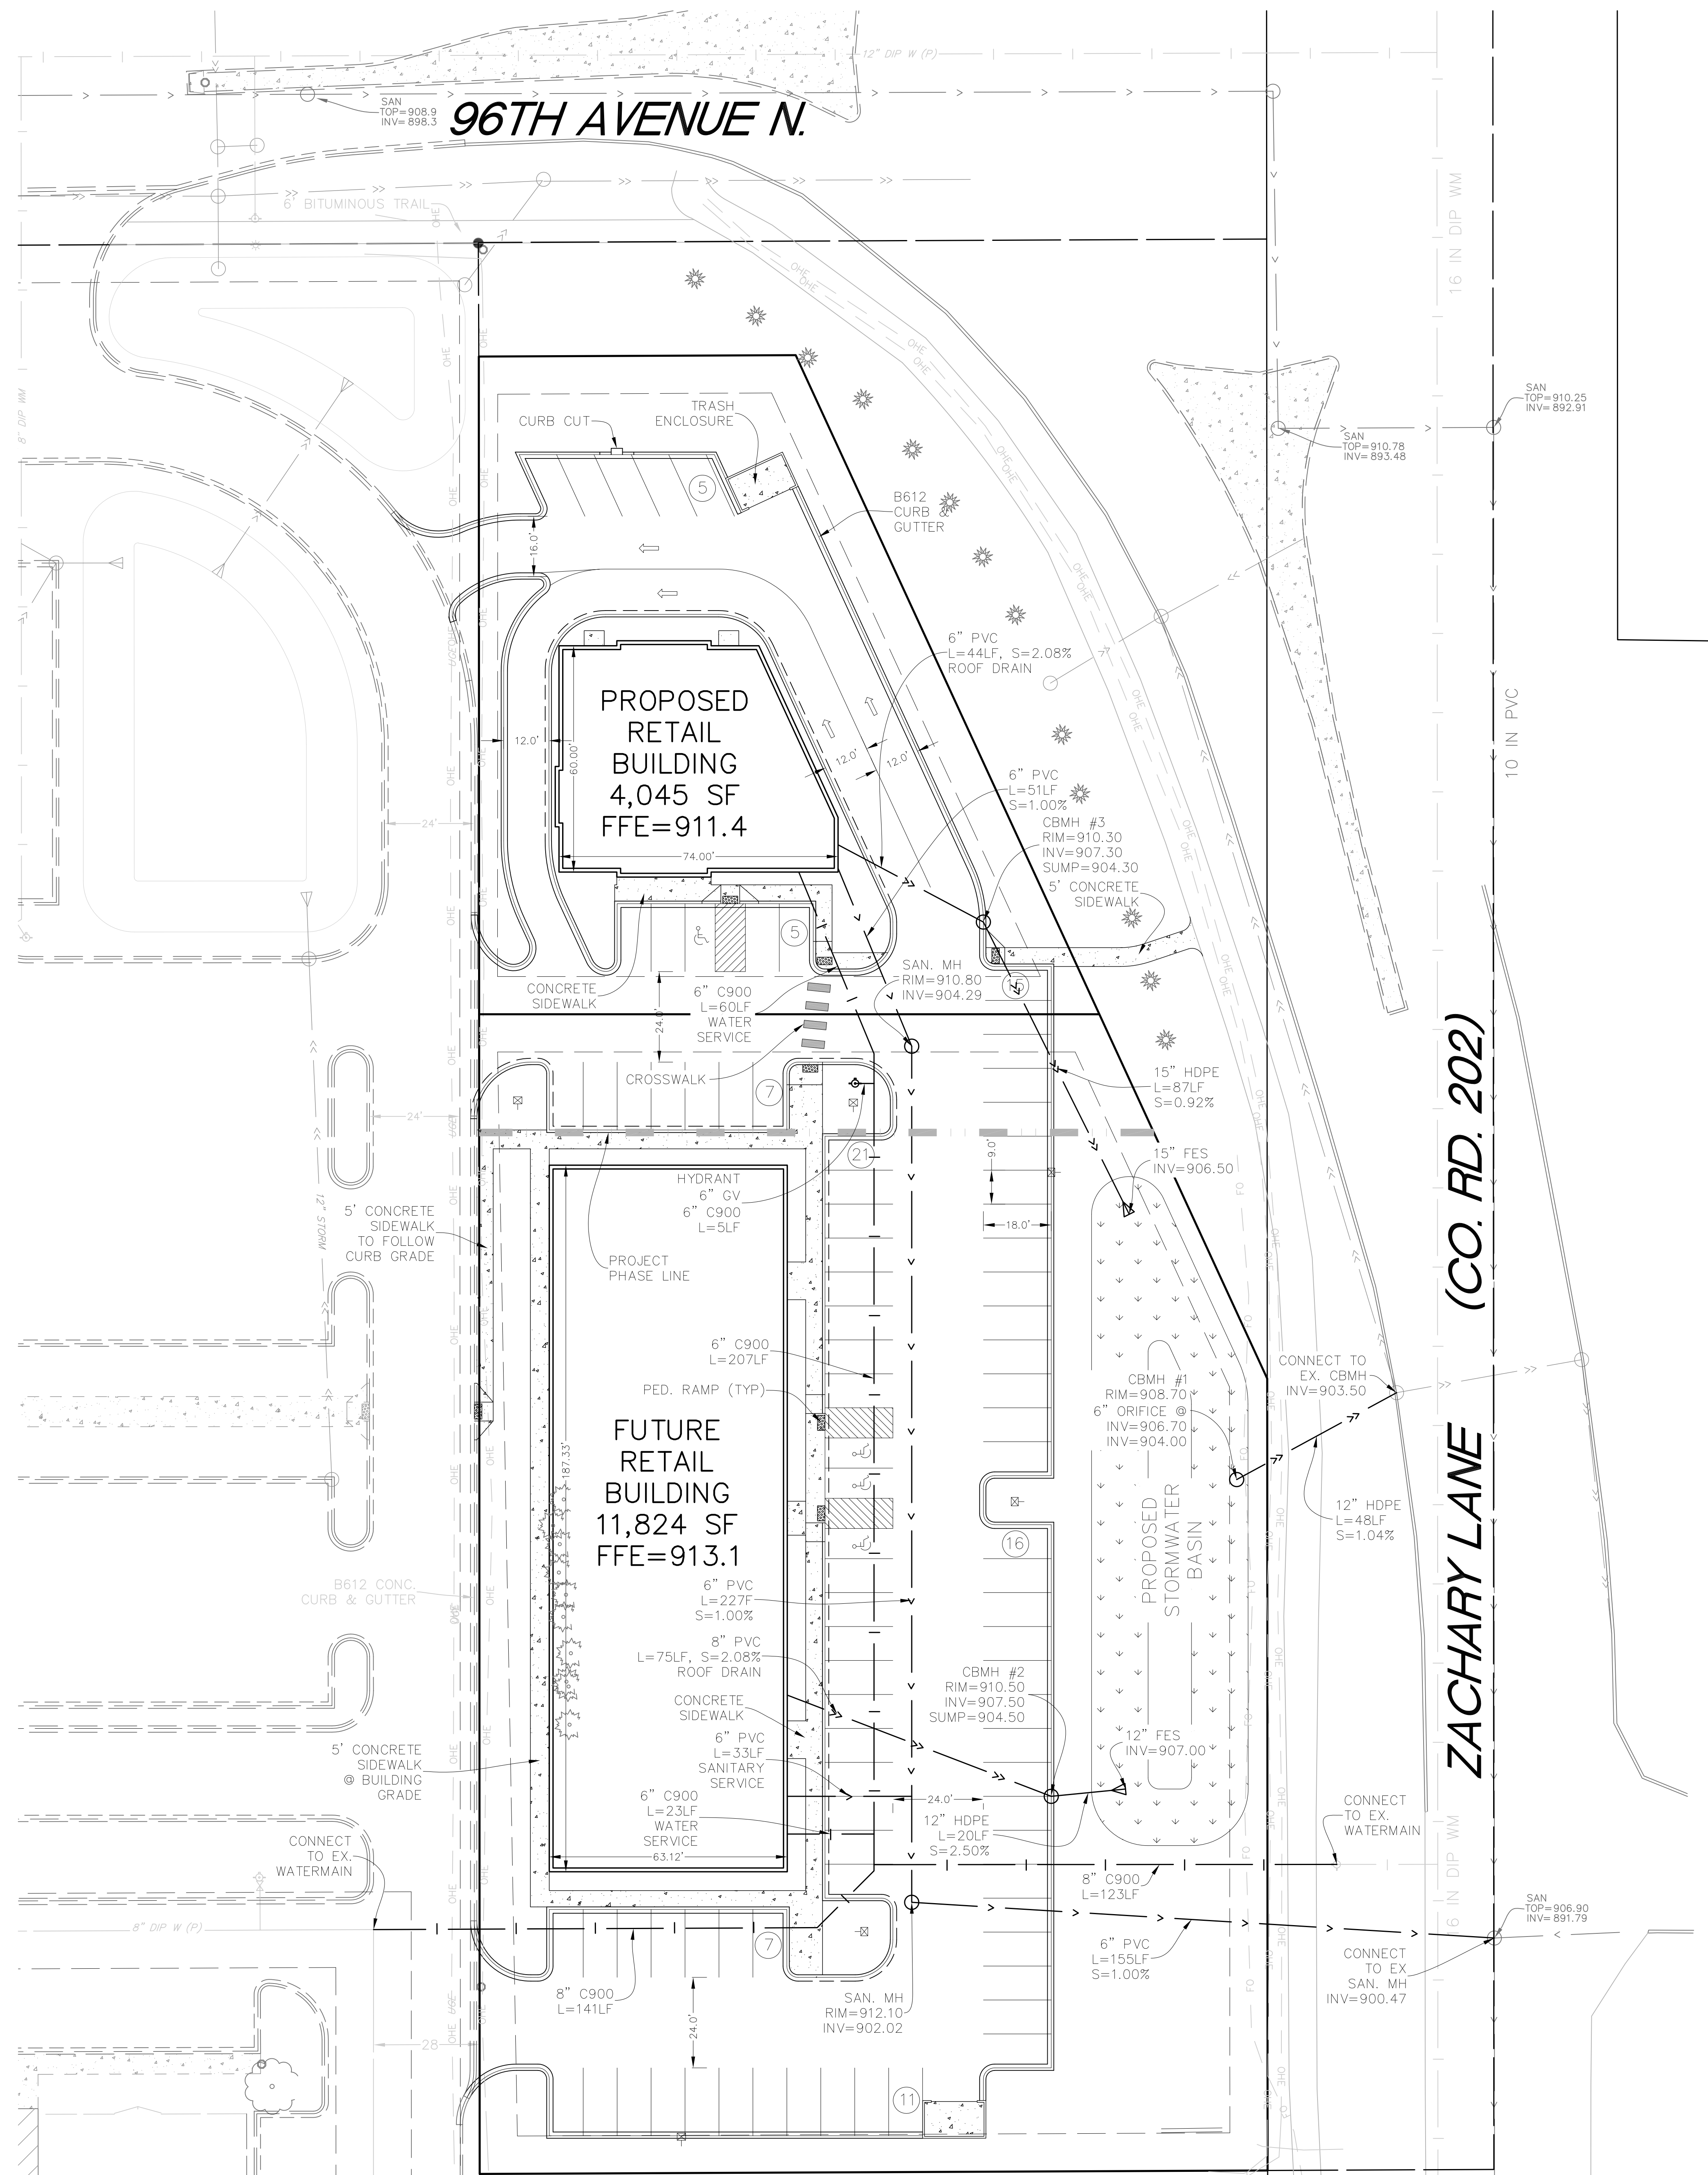 12" DIP W (P)
SAN
TOP=908.9
INV= 898.3
96TH AVENUE N.
6' BITUMINOUS TRAIL
OHE
16 IN DIP WM
8" DIP WM
SAN
TOP=910.25
INV= 892.91
SAN
TOP=910.78
INV= 893.48
CURB CUT
TRASH
ENCLOSURE
5
B612
CURB &
GUTTER
16.0'
6" PVC
L=44LF, S=2.08%
ROOF DRAIN
PROPOSED
RETAIL
BUILDING
4,045 SF
FFE=911.4
12.0'
60.00'
74.00'
12.0'
12.0'
24'
10 IN PVC
6" PVC
L=51LF
S=1.00%
CBMH #3
RIM=910.30
INV=907.30
SUMP=904.30
5' CONCRETE
SIDEWALK
5
15
SAN. MH
RIM=910.80
INV=904.29
CONCRETE
SIDEWALK
24.0'
6" C900
L=60LF
WATER
SERVICE
CROSSWALK
7
24'
15" HDPE
L=87LF
S=0.92%
(CO. RD. 202)
21
9.0'
18.0'
15" FES
INV=906.50
HYDRANT
6" GV
6" C900
L=5LF
5' CONCRETE
SIDEWALK
TO FOLLOW
CURB GRADE
12" STORM
PROJECT
PHASE LINE
6" C900
L=207LF
PED. RAMP (TYP)
CONNECT TO
EX. CBMH
INV=903.50
CBMH #1
RIM=908.70
6" ORIFICE @
INV=906.70
INV=904.00
FUTURE
RETAIL
BUILDING
11,824 SF
FFE=913.1
187.33'
PROPOSED
STORMWATER
BASIN
16
12" HDPE
L=48LF
S=1.04%
ZACHARY LANE
B612 CONC.
CURB & GUTTER
6" PVC
L=227F
S=1.00%
8" PVC
L=75LF, S=2.08%
ROOF DRAIN
CONCRETE
SIDEWALK
CBMH #2
RIM=910.50
INV=907.50
SUMP=904.50
6" PVC
L=33LF
SANITARY
SERVICE
12" FES
INV=907.00
5' CONCRETE
SIDEWALK
@ BUILDING
GRADE
6" C900
L=23LF
WATER
SERVICE
24.0'
12" HDPE
L=20LF
S=2.50%
63.12'
CONNECT
TO EX.
WATERMAIN
CONNECT
TO EX.
WATERMAIN
8" C900
L=123LF
8" DIP W (P)
6 IN DIP WM
SAN
TOP=906.90
INV= 891.79
7
6" PVC
L=155LF
S=1.00%
CONNECT
TO EX
SAN. MH
INV=900.47
8" C900
L=141LF
SAN. MH
RIM=912.10
INV=902.02
24.0'
28
FO
11